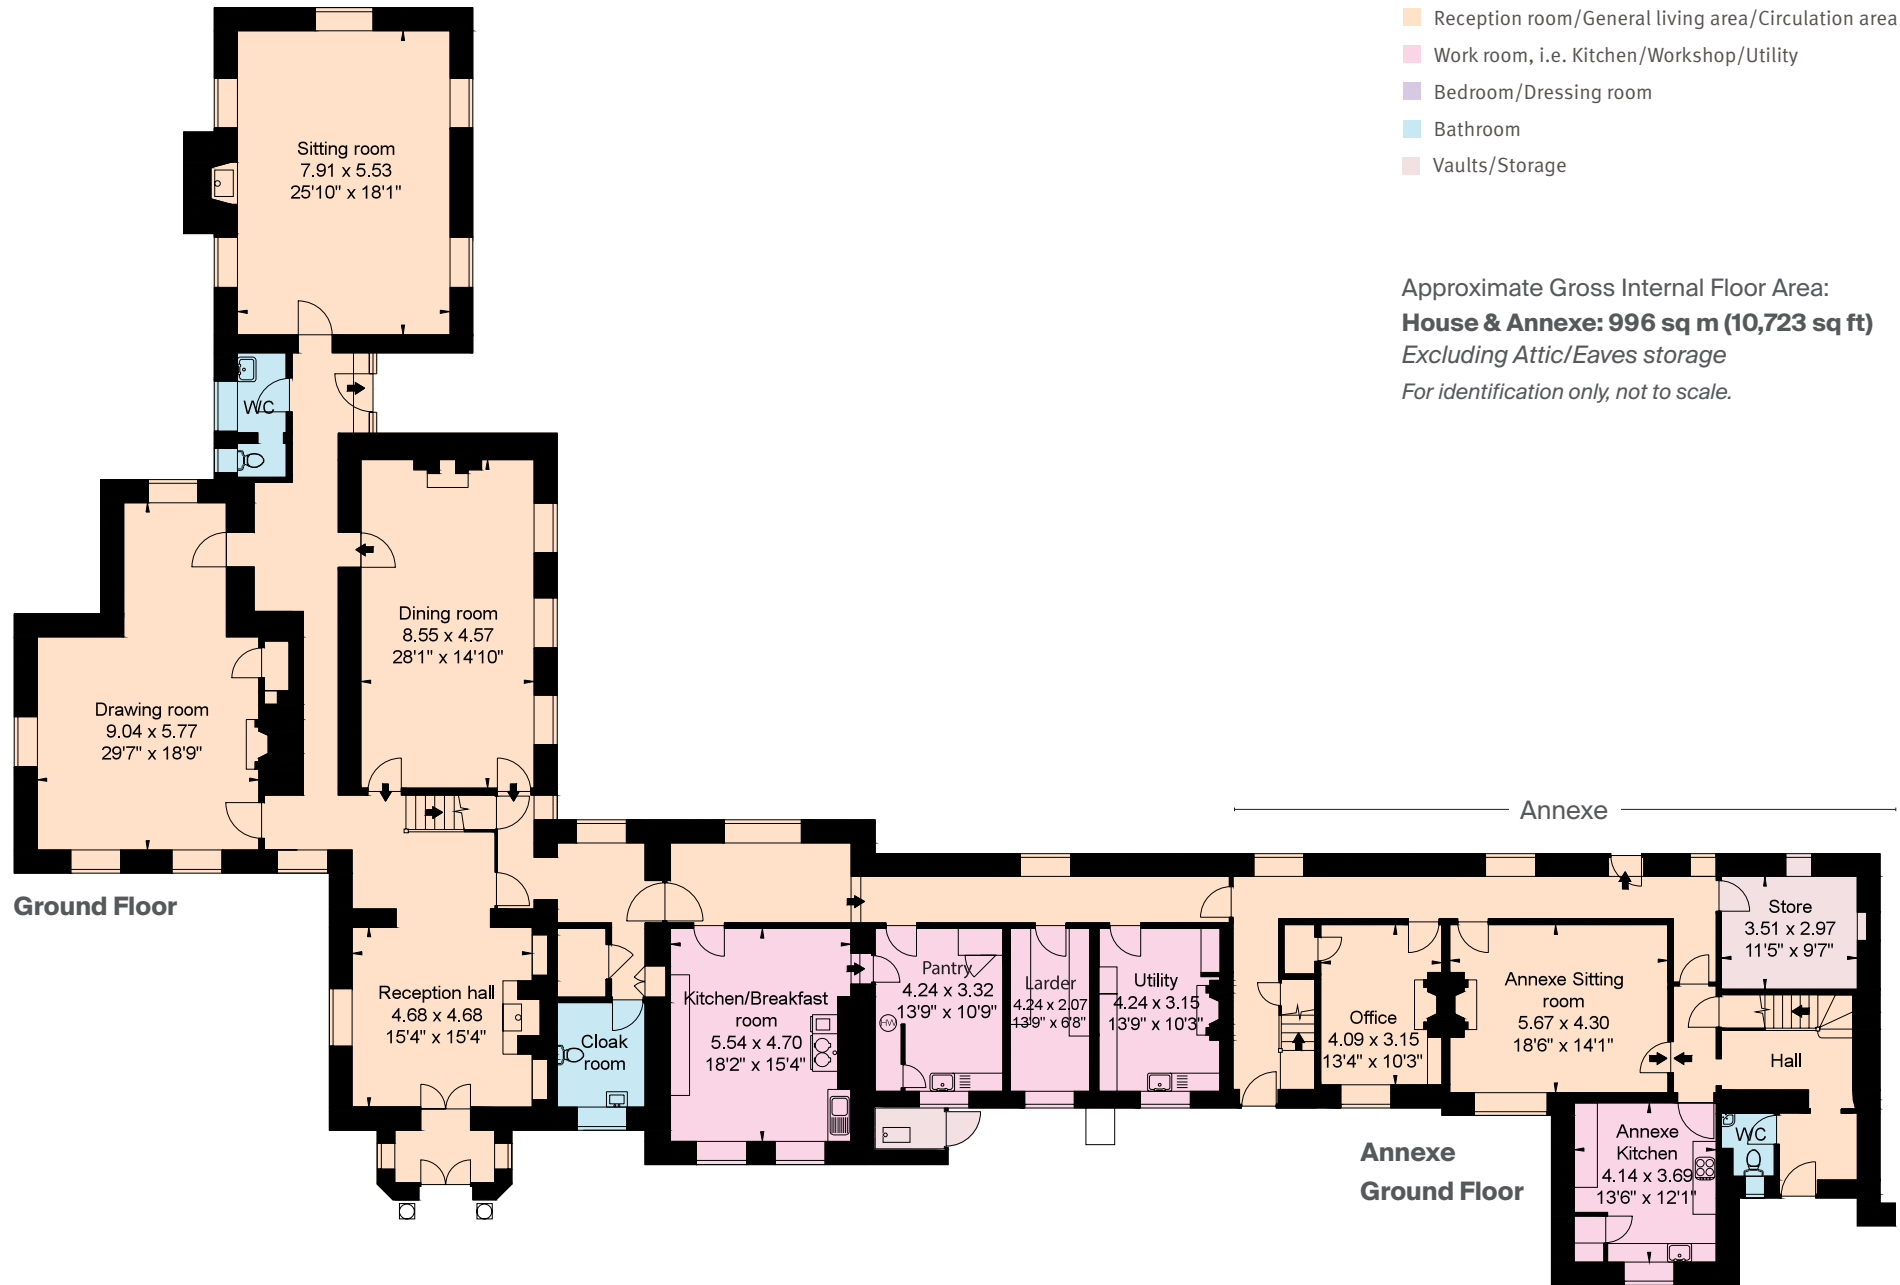 Reception room/General living area/Circulation area
Work room, i.e. Kitchen/Workshop/Utility
Bedroom/Dressing room
Bathroom
Vaults/Storage
Approximate Gross Internal Floor Area:
House & Annexe: 996 sq m (10,723 sq ft)
Excluding Attic/Eaves storage
For identification only, not to scale.
Sitting room
7.91 x 5.53
25'10" x 18'1"
WC
Dining room
8.55 x 4.57
28'1" x 14'10"
Drawing room
9.04 x 5.77
29'7" x 18'9"
Annexe
Ground Floor
Reception hall
4.68 x 4.68
15'4" x 15'4"
Cloak
room
Kitchen/Breakfast
room
5.54 x 4.70
18'2" x 15'4"
Pantry
4.24 x 3.32
13'9" x 10'9"
HW
Larder
4.24 x 2.07
13'9" x 6'8"
Utility
4.24 x 3.15
13'9" x 10'3"
Office
4.09 x 3.15
13'4" x 10'3"
Annexe Sitting
room
5.67 x 4.30
18'6" x 14'1"
Store
3.51 x 2.97
11'5" x 9'7"
Hall
WC
Annexe
Kitchen
4.14 x 3.69
13'6" x 12'1"
Annexe
Ground Floor